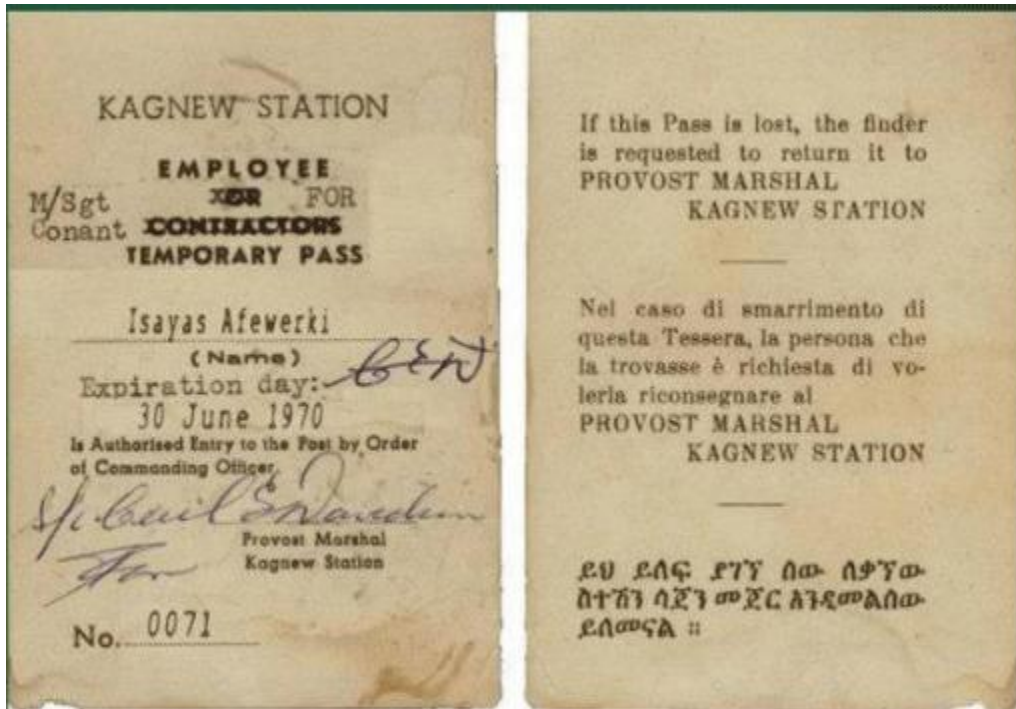 KAGNEW STATION
EMPLOYEE
M/Sgt FOR
Conant CONTRACTORS
TEMPORARY PASS
Isayas Afewerki
(Name)
Expiration day:
30 June 1970
Is Authorised Entry to the Post by Order
of Commanding Officer.
Provost Marshal
Kagnew Station
No. 0071
If this Pass is lost, the finder
is requested to return it to
PROVOST MARSHAL
KAGNEW STATION
Nel caso di smarrimento di
questa Tessera, la persona che
la trovasse è richiesta di vo-
lerla riconsegnare al
PROVOST MARSHAL
KAGNEW STATION
ይህ ይለፍ ያገኘ ሰው ለቃኘው
ስተሽን ሳጀን መጀር እንዲመልሰው
ይለመናል ።